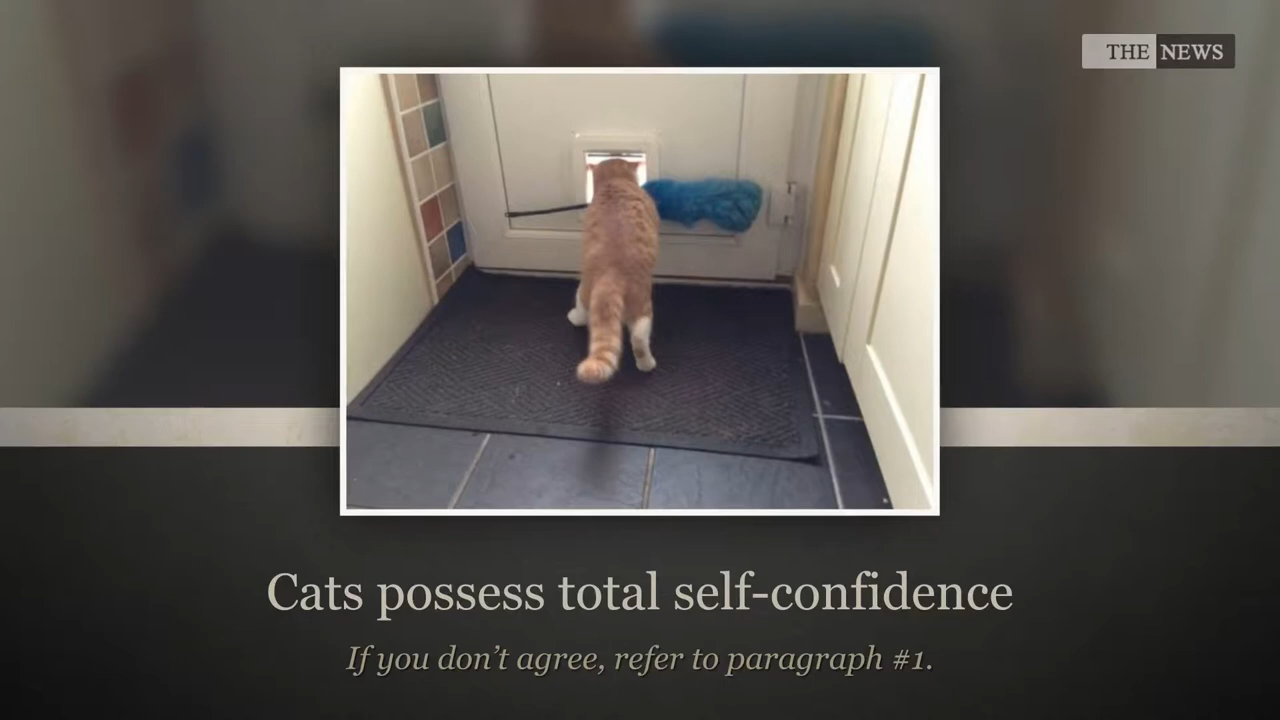 THE NEWS
Cats possess total self-confidence
If you don’t agree, refer to paragraph #1.